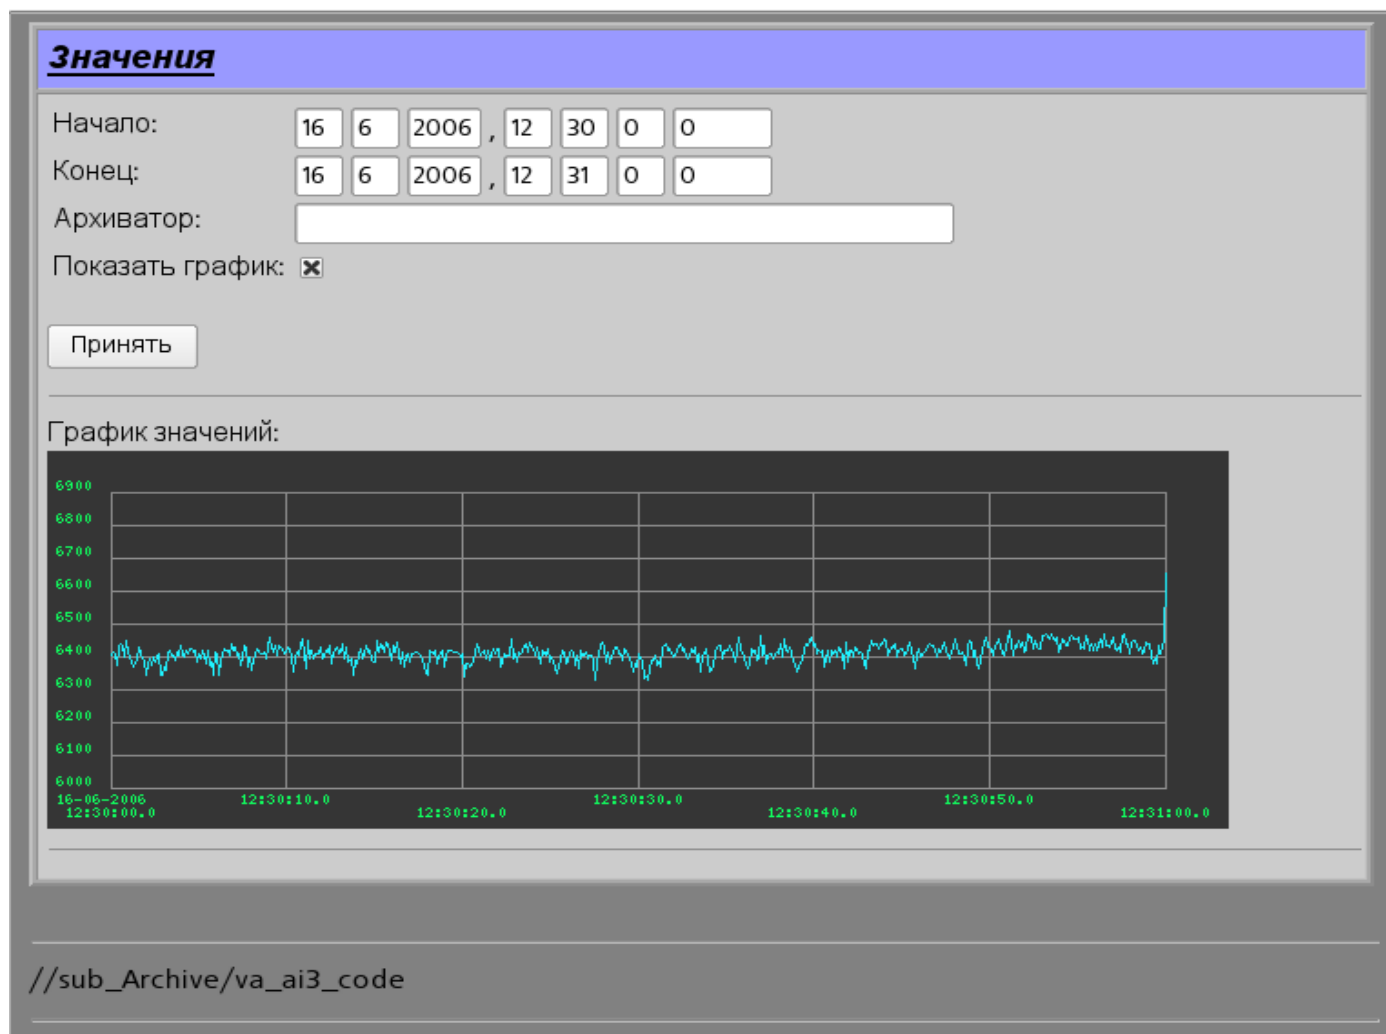 Значения
Начало: 16 6 2006 , 12 30 0 0
Конец: 16 6 2006 , 12 31 0 0
Архиватор:
Показать график:
Принять
График значений:
6900
6800
6700
6600
6500
6400
6300
6200
6100
6000
16-06-2006 12:30:10.0 12:30:30.0 12:30:50.0
12:30:00.0 12:30:20.0 12:30:40.0 12:31:00.0
//sub_Archive/va_ai3_code